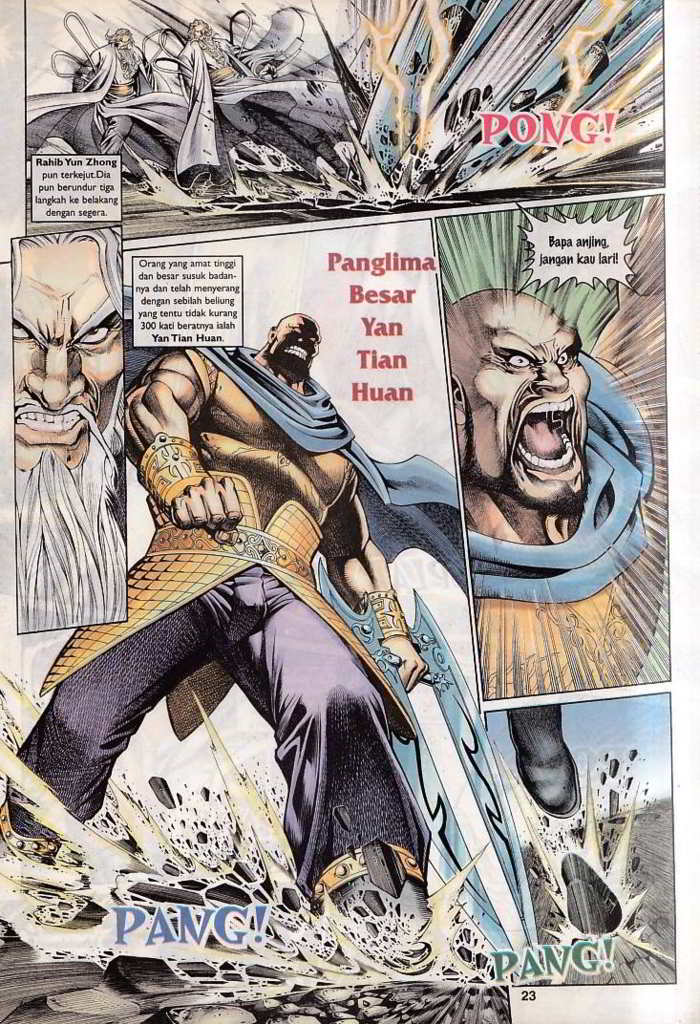 PONG!
Rahib Yun Zhong
pun terkejut.Dia
pun berundur tiga
langkah ke belakang
dengan segera.
Orang yang amat tinggi
dan besar susuk badan-
nya dan telah menyerang
dengan sebilah beliung
yang tentu tidak kurang
300 kati beratnya ialah
Yan Tian Huan.
Panglima
Besar
Yan
Tian
Huan
Bapa anjing,
jangan kau lari!
PANG!
PANG!
23